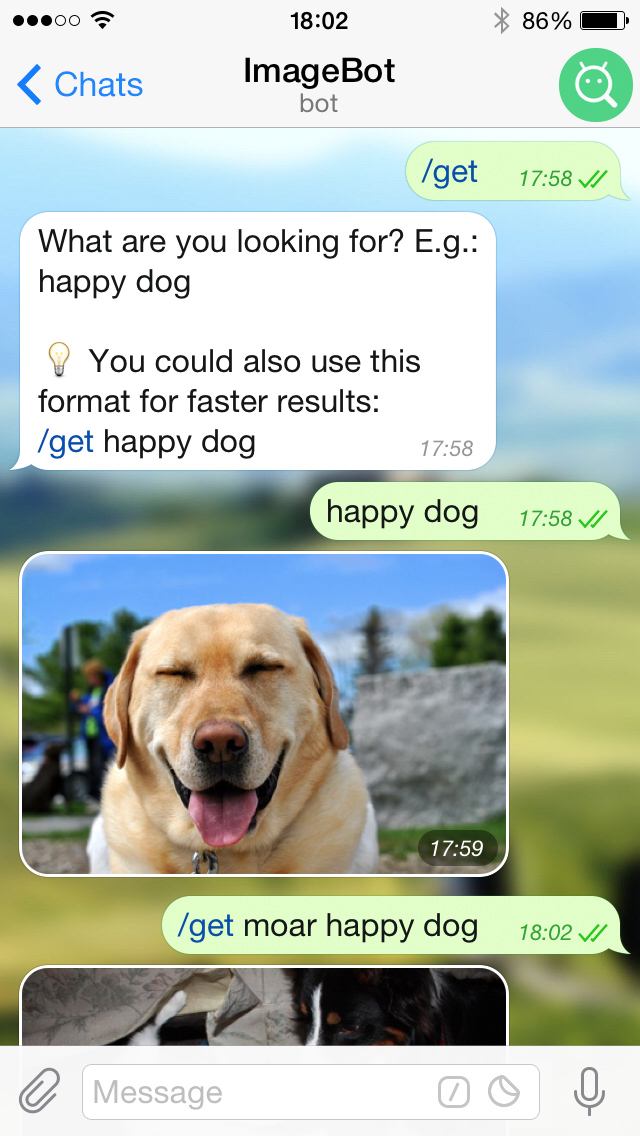 18:02
86%
Chats
ImageBot
bot
/get 17:58
What are you looking for? E.g.:
happy dog
You could also use this
format for faster results:
/get happy dog 17:58
happy dog 17:58
17:59
/get moar happy dog 18:02
Message